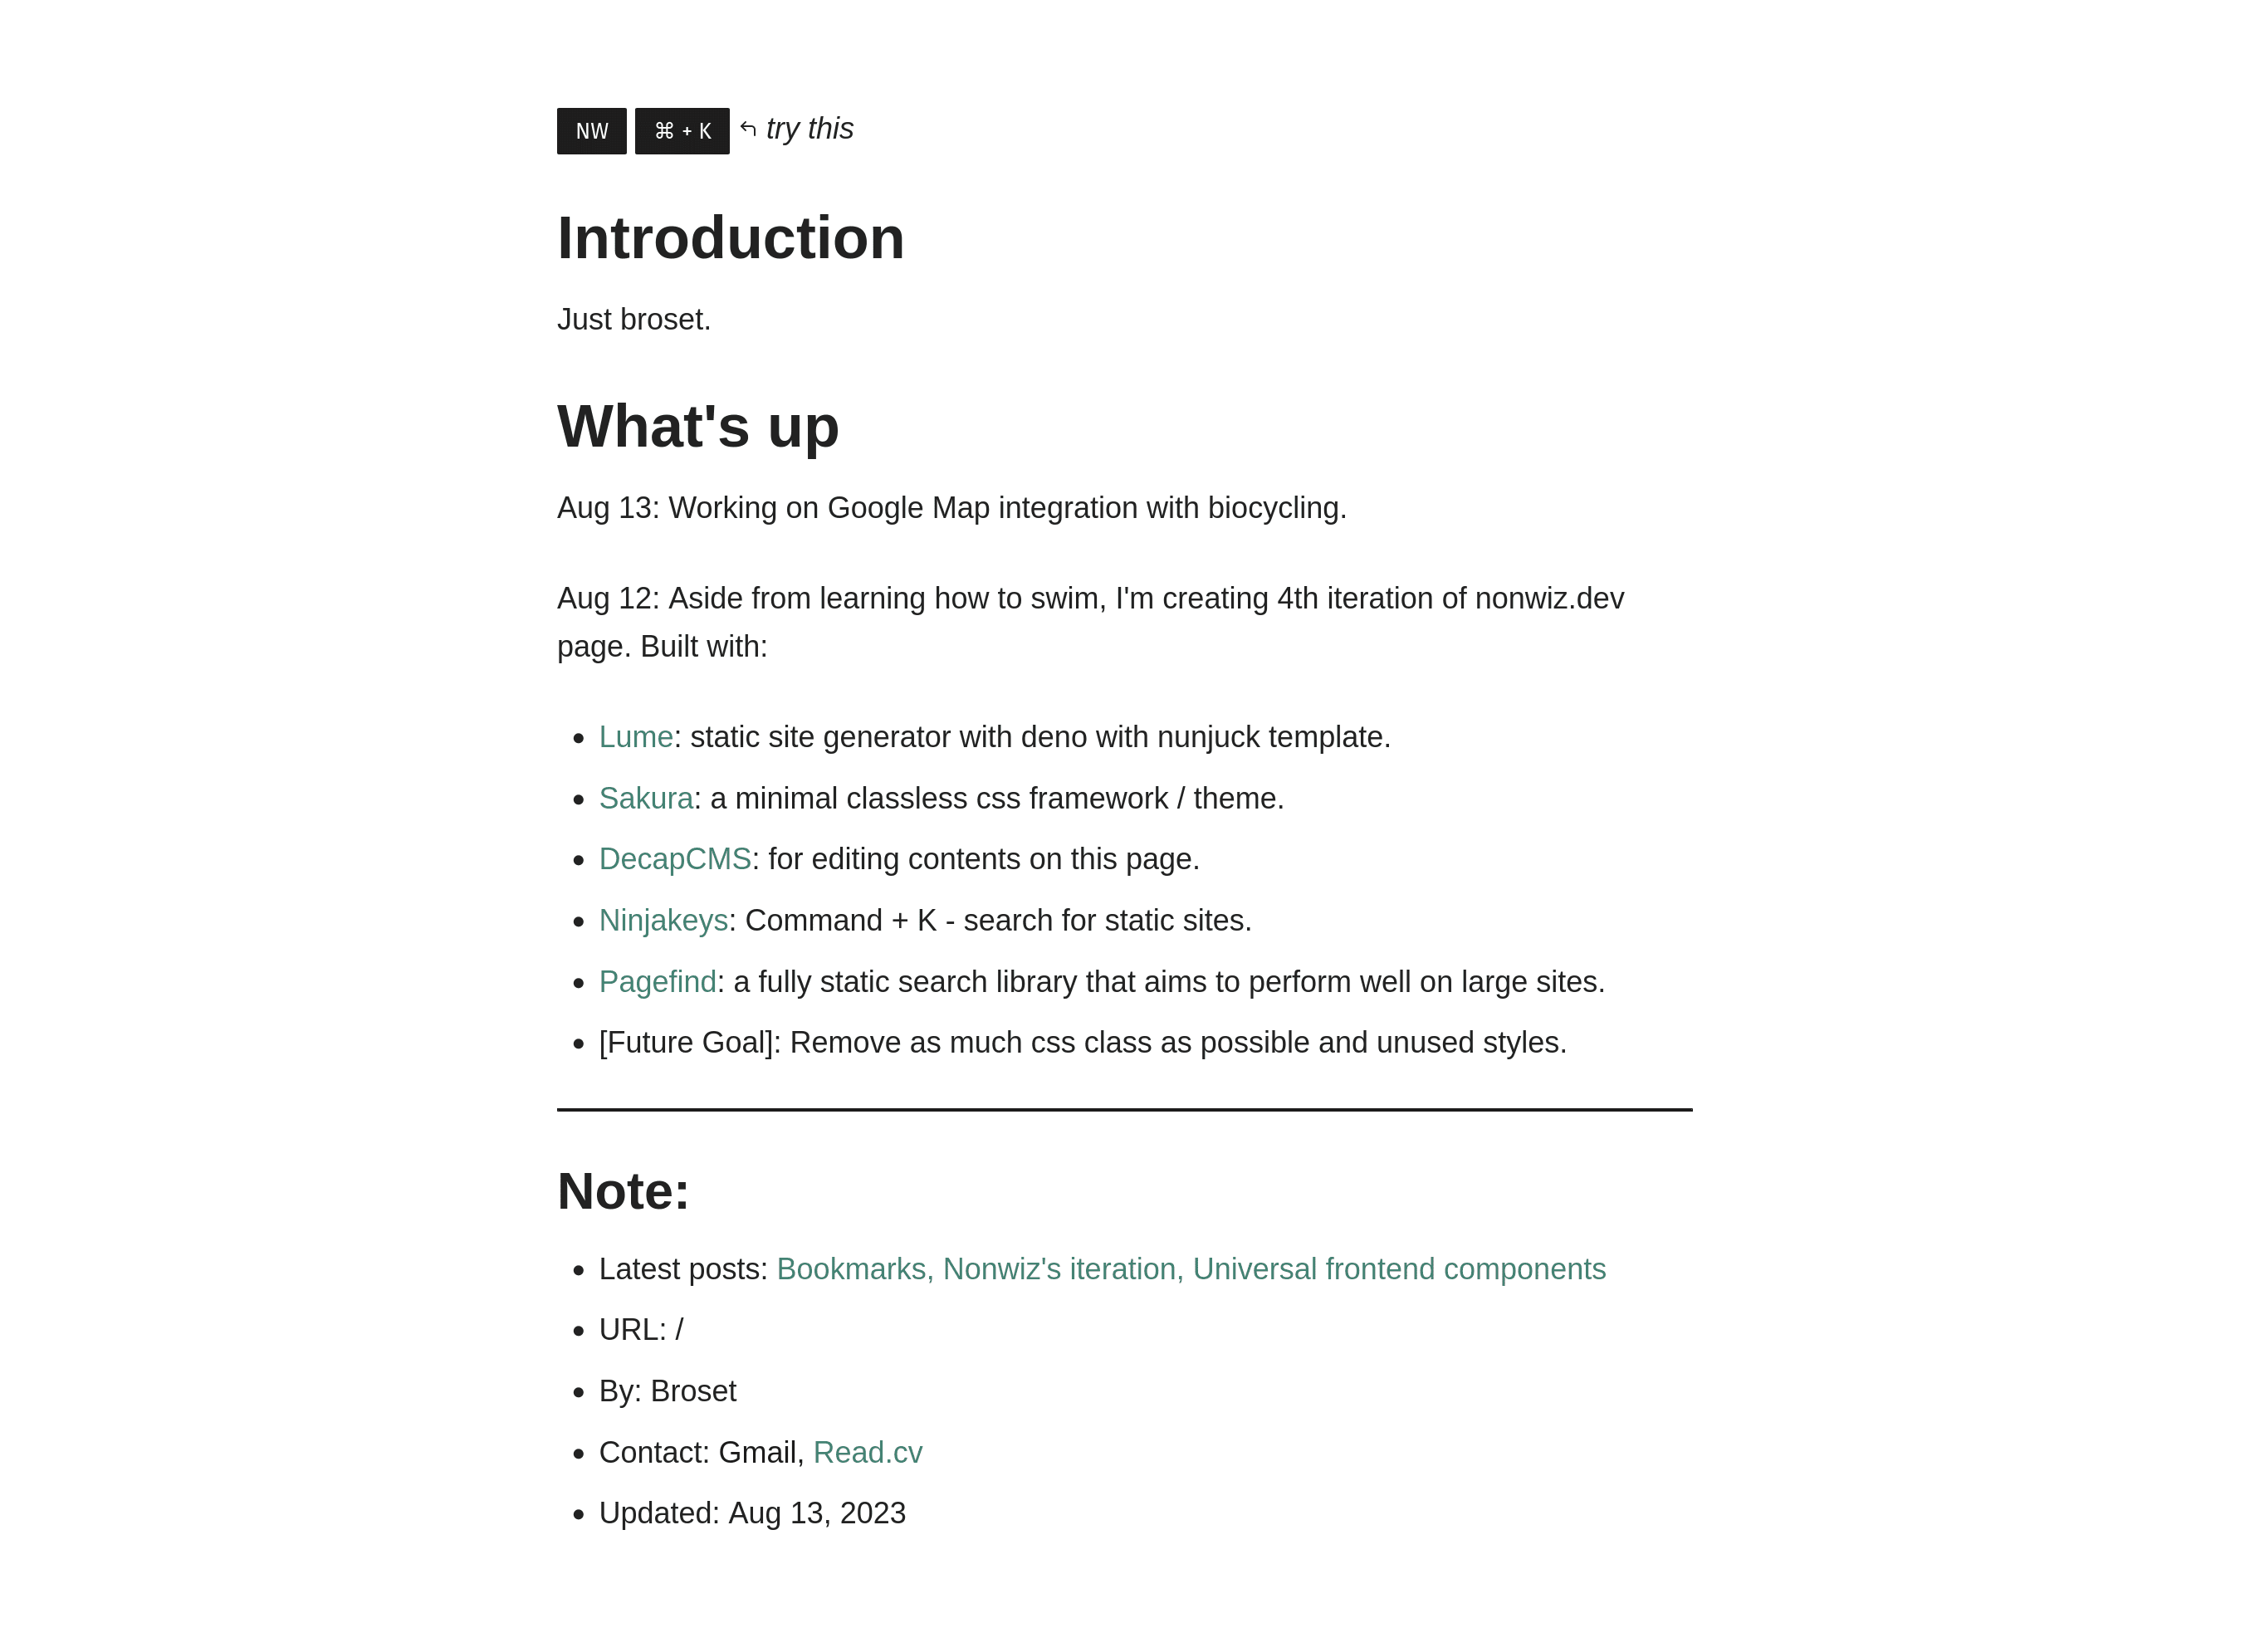 NW ⌘ + K try this
Introduction
Just broset.
What's up
Aug 13: Working on Google Map integration with biocycling.
Aug 12: Aside from learning how to swim, I'm creating 4th iteration of nonwiz.dev
page. Built with:
Lume: static site generator with deno with nunjuck template.
Sakura: a minimal classless css framework / theme.
DecapCMS: for editing contents on this page.
Ninjakeys: Command + K - search for static sites.
Pagefind: a fully static search library that aims to perform well on large sites.
[Future Goal]: Remove as much css class as possible and unused styles.
Note:
Latest posts: Bookmarks, Nonwiz's iteration, Universal frontend components
URL: /
By: Broset
Contact: Gmail, Read.cv
Updated: Aug 13, 2023